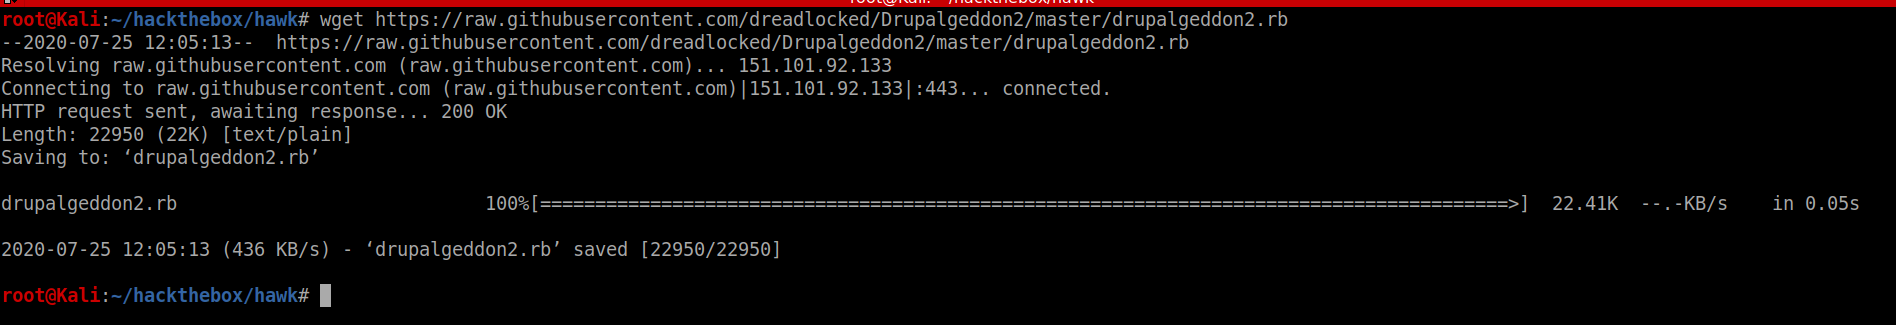 root@Kali: ~/hackthebox/hawk
root@Kali:~/hackthebox/hawk# wget https://raw.githubusercontent.com/dreadlocked/Drupalgeddon2/master/drupalgeddon2.rb
--2020-07-25 12:05:13--  https://raw.githubusercontent.com/dreadlocked/Drupalgeddon2/master/drupalgeddon2.rb
Resolving raw.githubusercontent.com (raw.githubusercontent.com)... 151.101.92.133
Connecting to raw.githubusercontent.com (raw.githubusercontent.com)|151.101.92.133|:443... connected.
HTTP request sent, awaiting response... 200 OK
Length: 22950 (22K) [text/plain]
Saving to: ‘drupalgeddon2.rb’
drupalgeddon2.rb                            100%[========================================================================================>]  22.41K  --.-KB/s    in 0.05s
2020-07-25 12:05:13 (436 KB/s) - ‘drupalgeddon2.rb’ saved [22950/22950]
root@Kali:~/hackthebox/hawk#